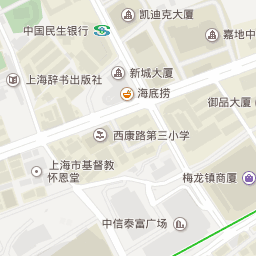 凯迪克大厦
中国民生银行
嘉地中
上海辞书出版社
新城大厦
海底捞
御品大厦
西康路第三小学
上海市基督教
怀恩堂
梅龙镇商厦
中信泰富广场